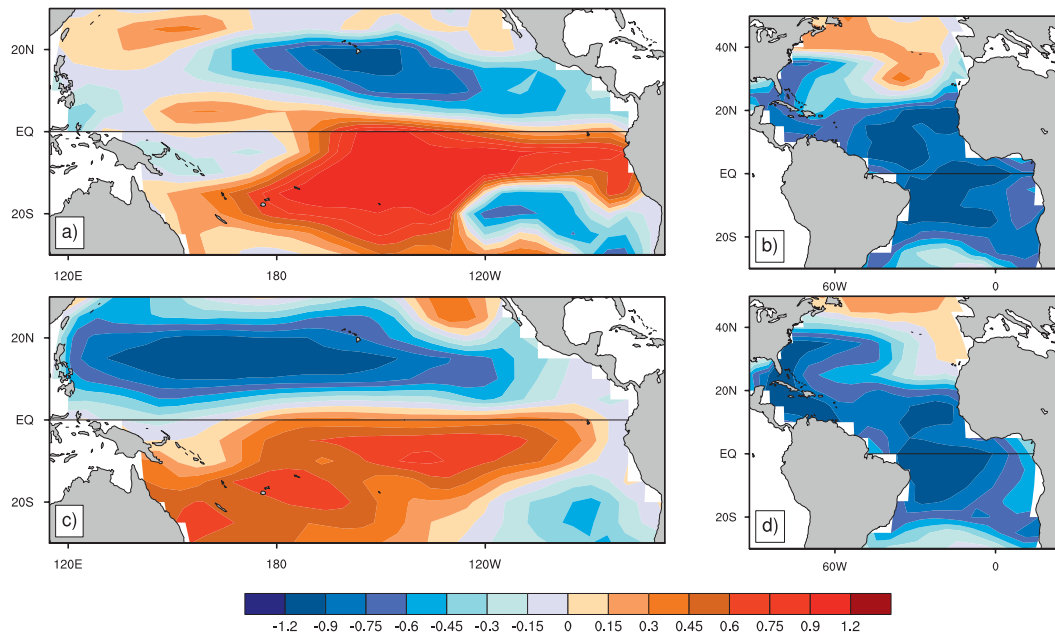 20N
EQ
20S
a)
120E
180
120W
40N
20N
EQ
20S
b)
60W
0
20N
EQ
20S
c)
120E
180
120W
40N
20N
EQ
20S
d)
60W
0
-1.2 -0.9 -0.75 -0.6 -0.45 -0.3 -0.15 0 0.15 0.3 0.45 0.6 0.75 0.9 1.2